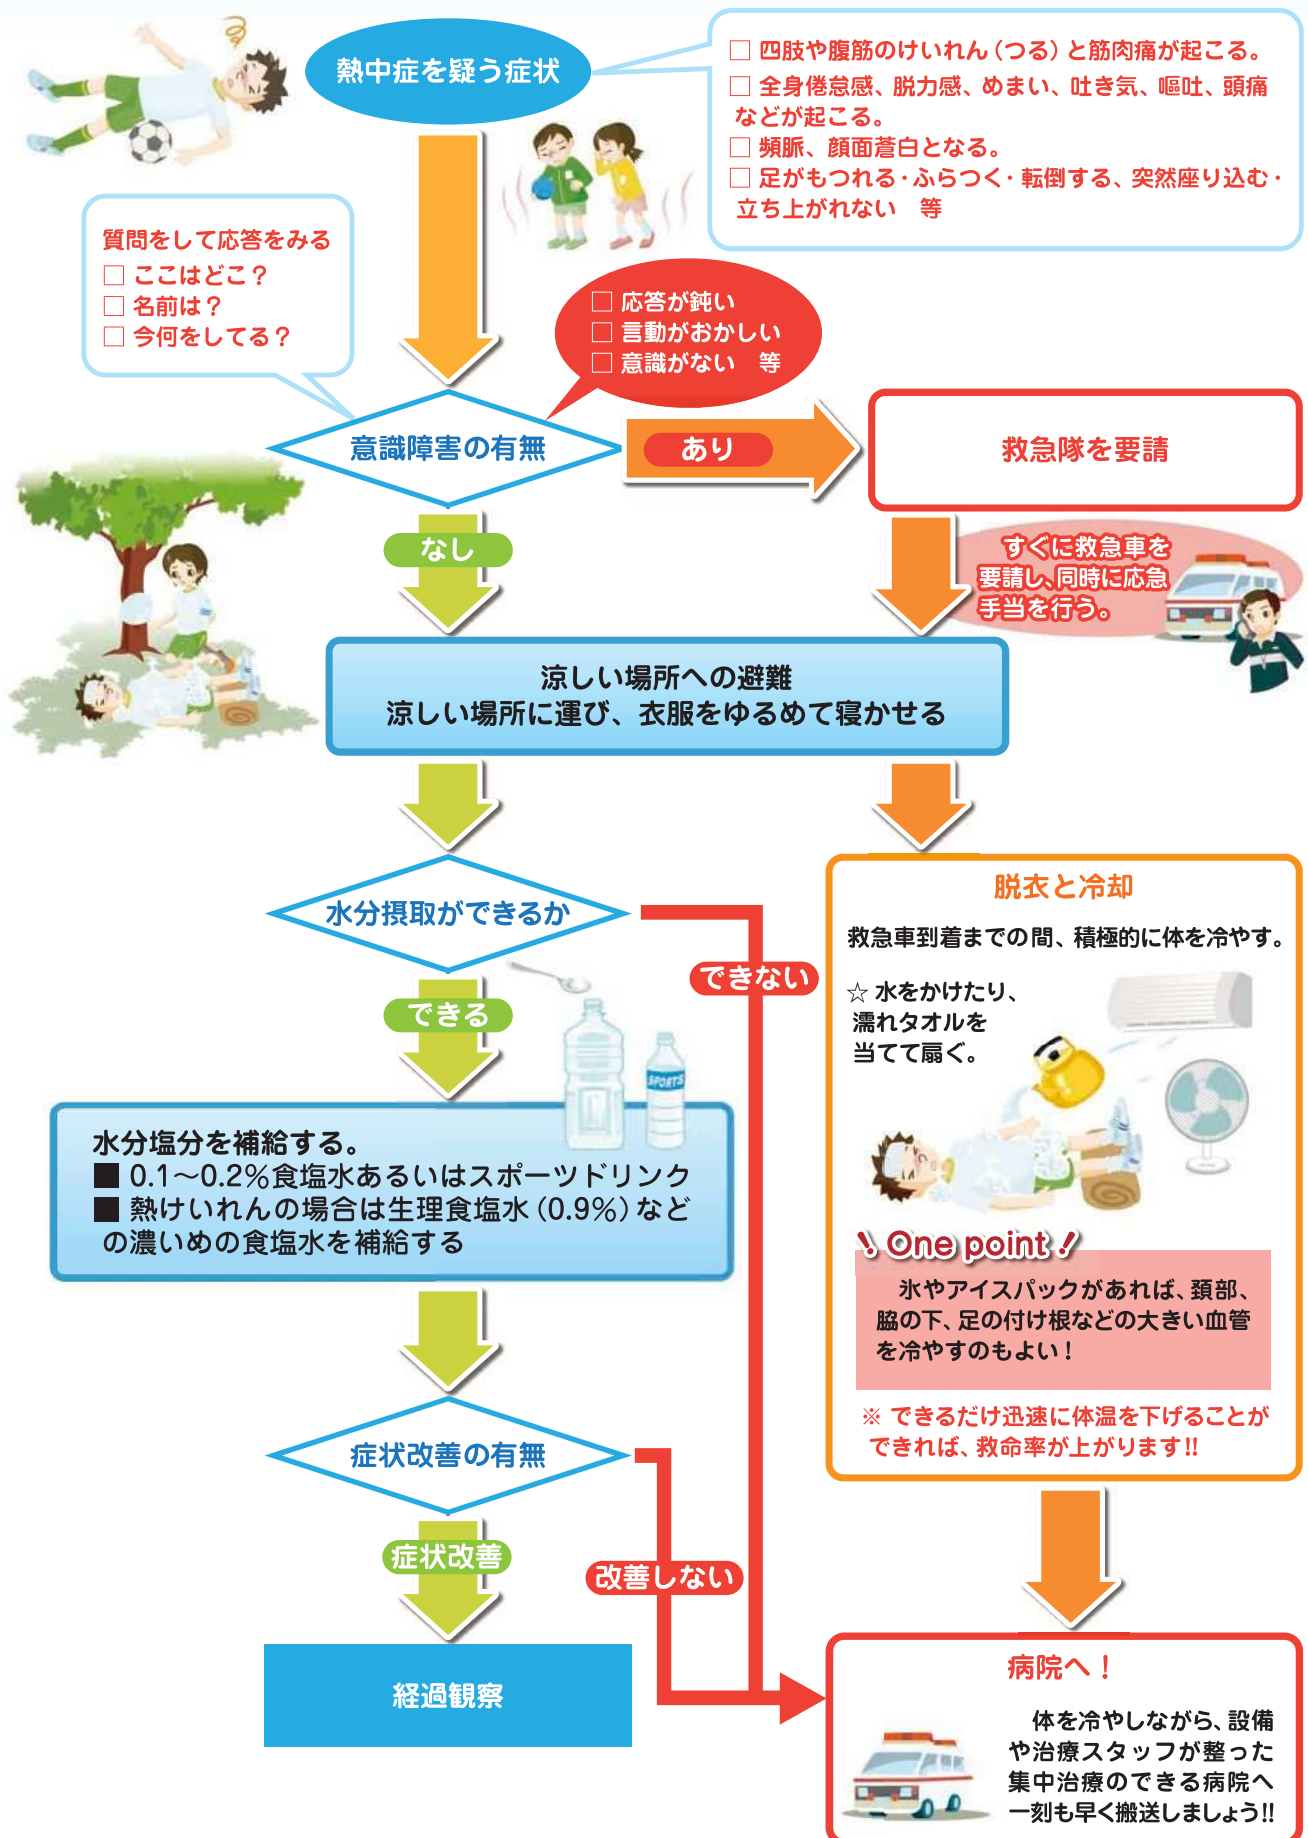 熱中症を疑う症状
□ 四肢や腹筋のけいれん（つる）と筋肉痛が起こる。
□ 全身倦怠感、脱力感、めまい、吐き気、嘔吐、頭痛
などが起こる。
□ 頻脈、顔面蒼白となる。
□ 足がもつれる・ふらつく・転倒する、突然座り込む・
立ち上がれない　等
質問をして応答をみる
□ ここはどこ？
□ 名前は？
□ 今何をしてる？
□ 応答が鈍い
□ 言動がおかしい
□ 意識がない　等
意識障害の有無
あり
救急隊を要請
なし
すぐに救急車を
要請し、同時に応急
手当を行う。
涼しい場所への避難
涼しい場所に運び、衣服をゆるめて寝かせる
水分摂取ができるか
できない
できる
SPORTS
水分塩分を補給する。
■ 0.1〜0.2%食塩水あるいはスポーツドリンク
■ 熱けいれんの場合は生理食塩水（0.9%）など
の濃いめの食塩水を補給する
脱衣と冷却
救急車到着までの間、積極的に体を冷やす。
☆ 水をかけたり、
濡れタオルを
当てて扇ぐ。
One point !
氷やアイスパックがあれば、頚部、
脇の下、足の付け根などの大きい血管
を冷やすのもよい！
※ できるだけ迅速に体温を下げることが
できれば、救命率が上がります!!
症状改善の有無
症状改善
改善しない
経過観察
病院へ！
体を冷やしながら、設備
や治療スタッフが整った
集中治療のできる病院へ
一刻も早く搬送しましょう!!